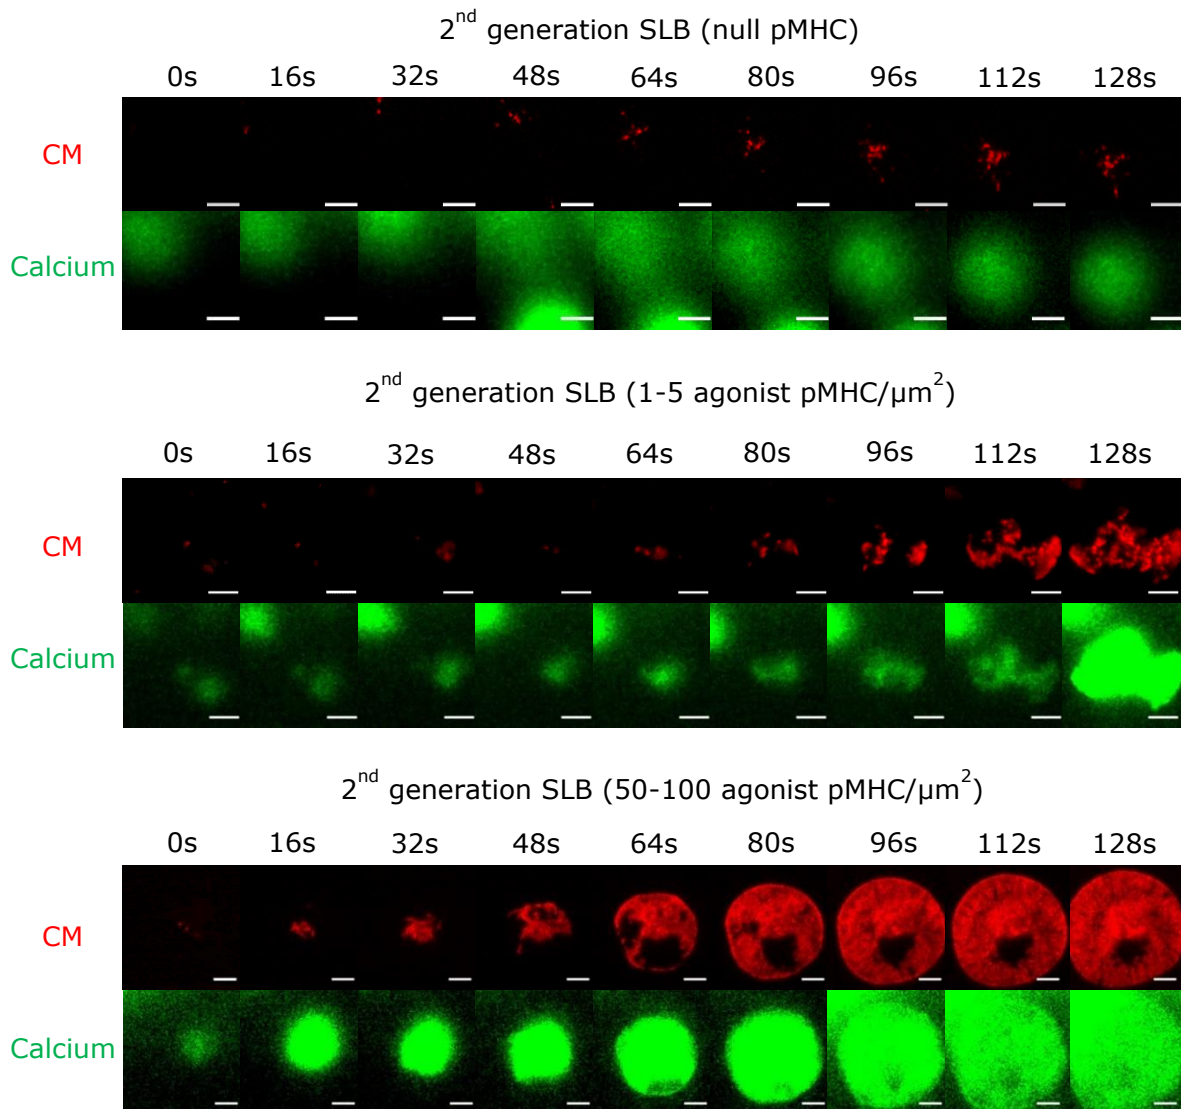 2nd generation SLB (null pMHC)
0s 16s 32s 48s 64s 80s 96s 112s 128s
CM
Calcium
2nd generation SLB (1-5 agonist pMHC/µm2)
0s 16s 32s 48s 64s 80s 96s 112s 128s
CM
Calcium
2nd generation SLB (50-100 agonist pMHC/µm2)
0s 16s 32s 48s 64s 80s 96s 112s 128s
CM
Calcium